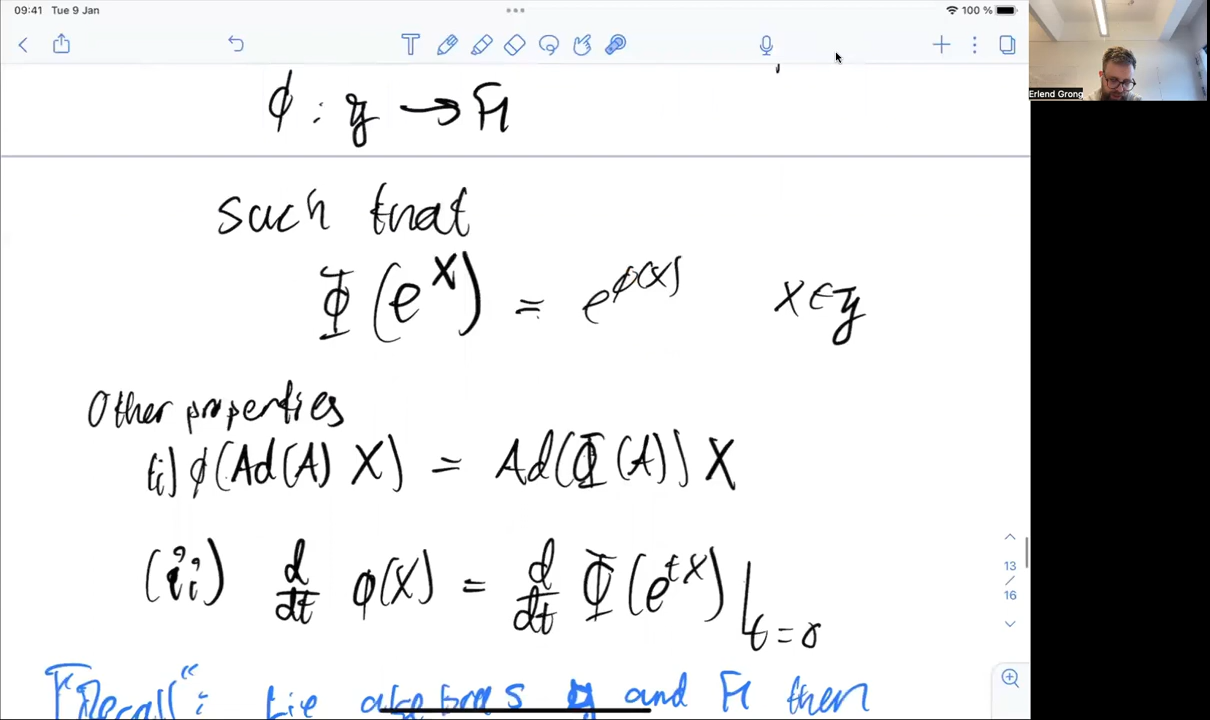 09:41 Tue 9 Jan
100 %
Erlend Grong
ϕ : 𝔤 → 𝔥
such that
Φ(e^X) = e^{ϕ(X)} X ∈ 𝔤
Other properties
(i) ϕ(Ad(A) X) = Ad(Φ(A)) X
(ii) d/dt ϕ(X) = d/dt Φ(e^{tX})|_{t=0}
13
/
16
"Recall": Lie algebras 𝔤 and 𝔥 then